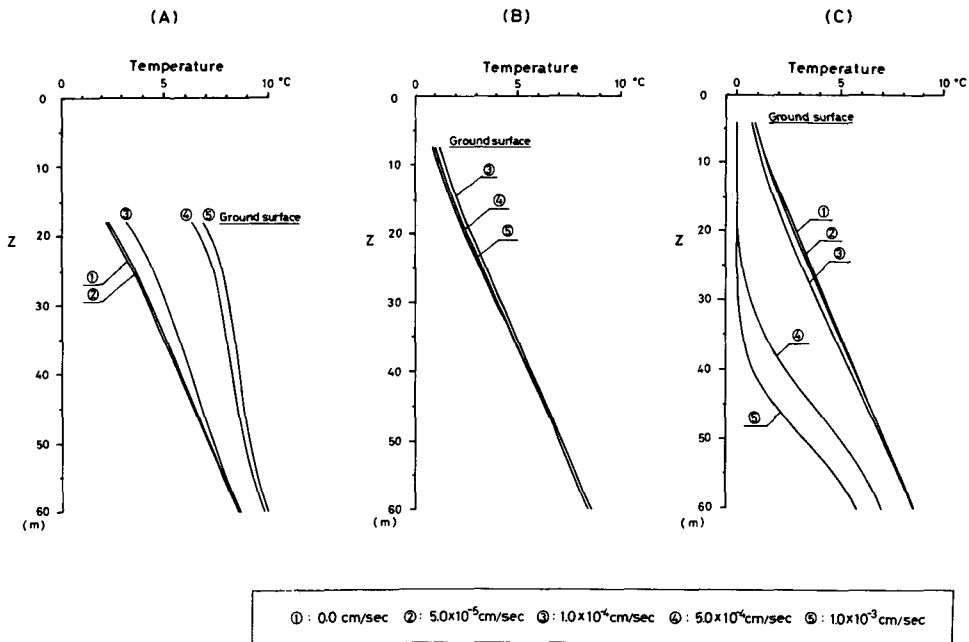 (A)
Temperature
0 5 10 °C
0
10
20
30
40
50
60
Z
(m)
③ ④ ⑤ Ground surface
①
②
(B)
Temperature
0 5 10 °C
0
10
20
30
40
50
60
Z
(m)
Ground surface
③
④
⑤
(C)
Temperature
0 5 10 °C
0
10
20
30
40
50
60
Z
(m)
Ground surface
①
②
③
④
⑤
①: 0.0 cm/sec ②: 5.0×10⁻⁵cm/sec ③: 1.0×10⁻⁴cm/sec ④: 5.0×10⁻⁴cm/sec ⑤: 1.0×10⁻³cm/sec